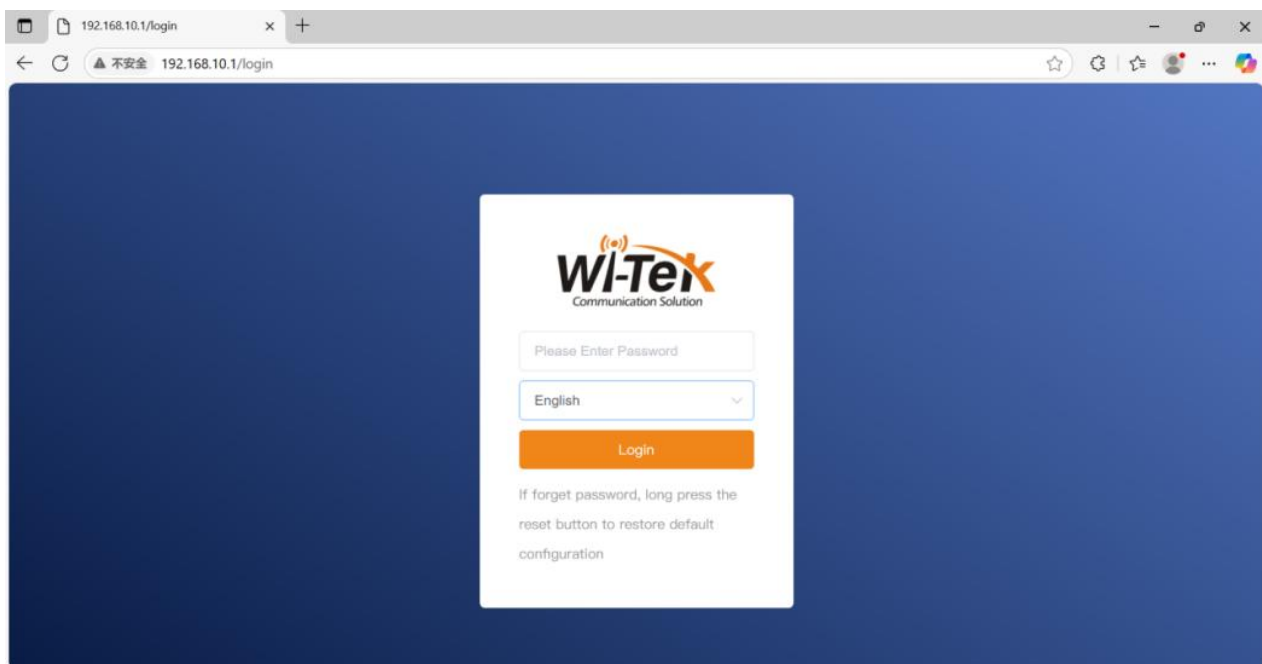 192.168.10.1/login
不安全 192.168.10.1/login
WI-Tek
Communication Solution
Please Enter Password
English
Login
If forget password, long press the
reset button to restore default
configuration